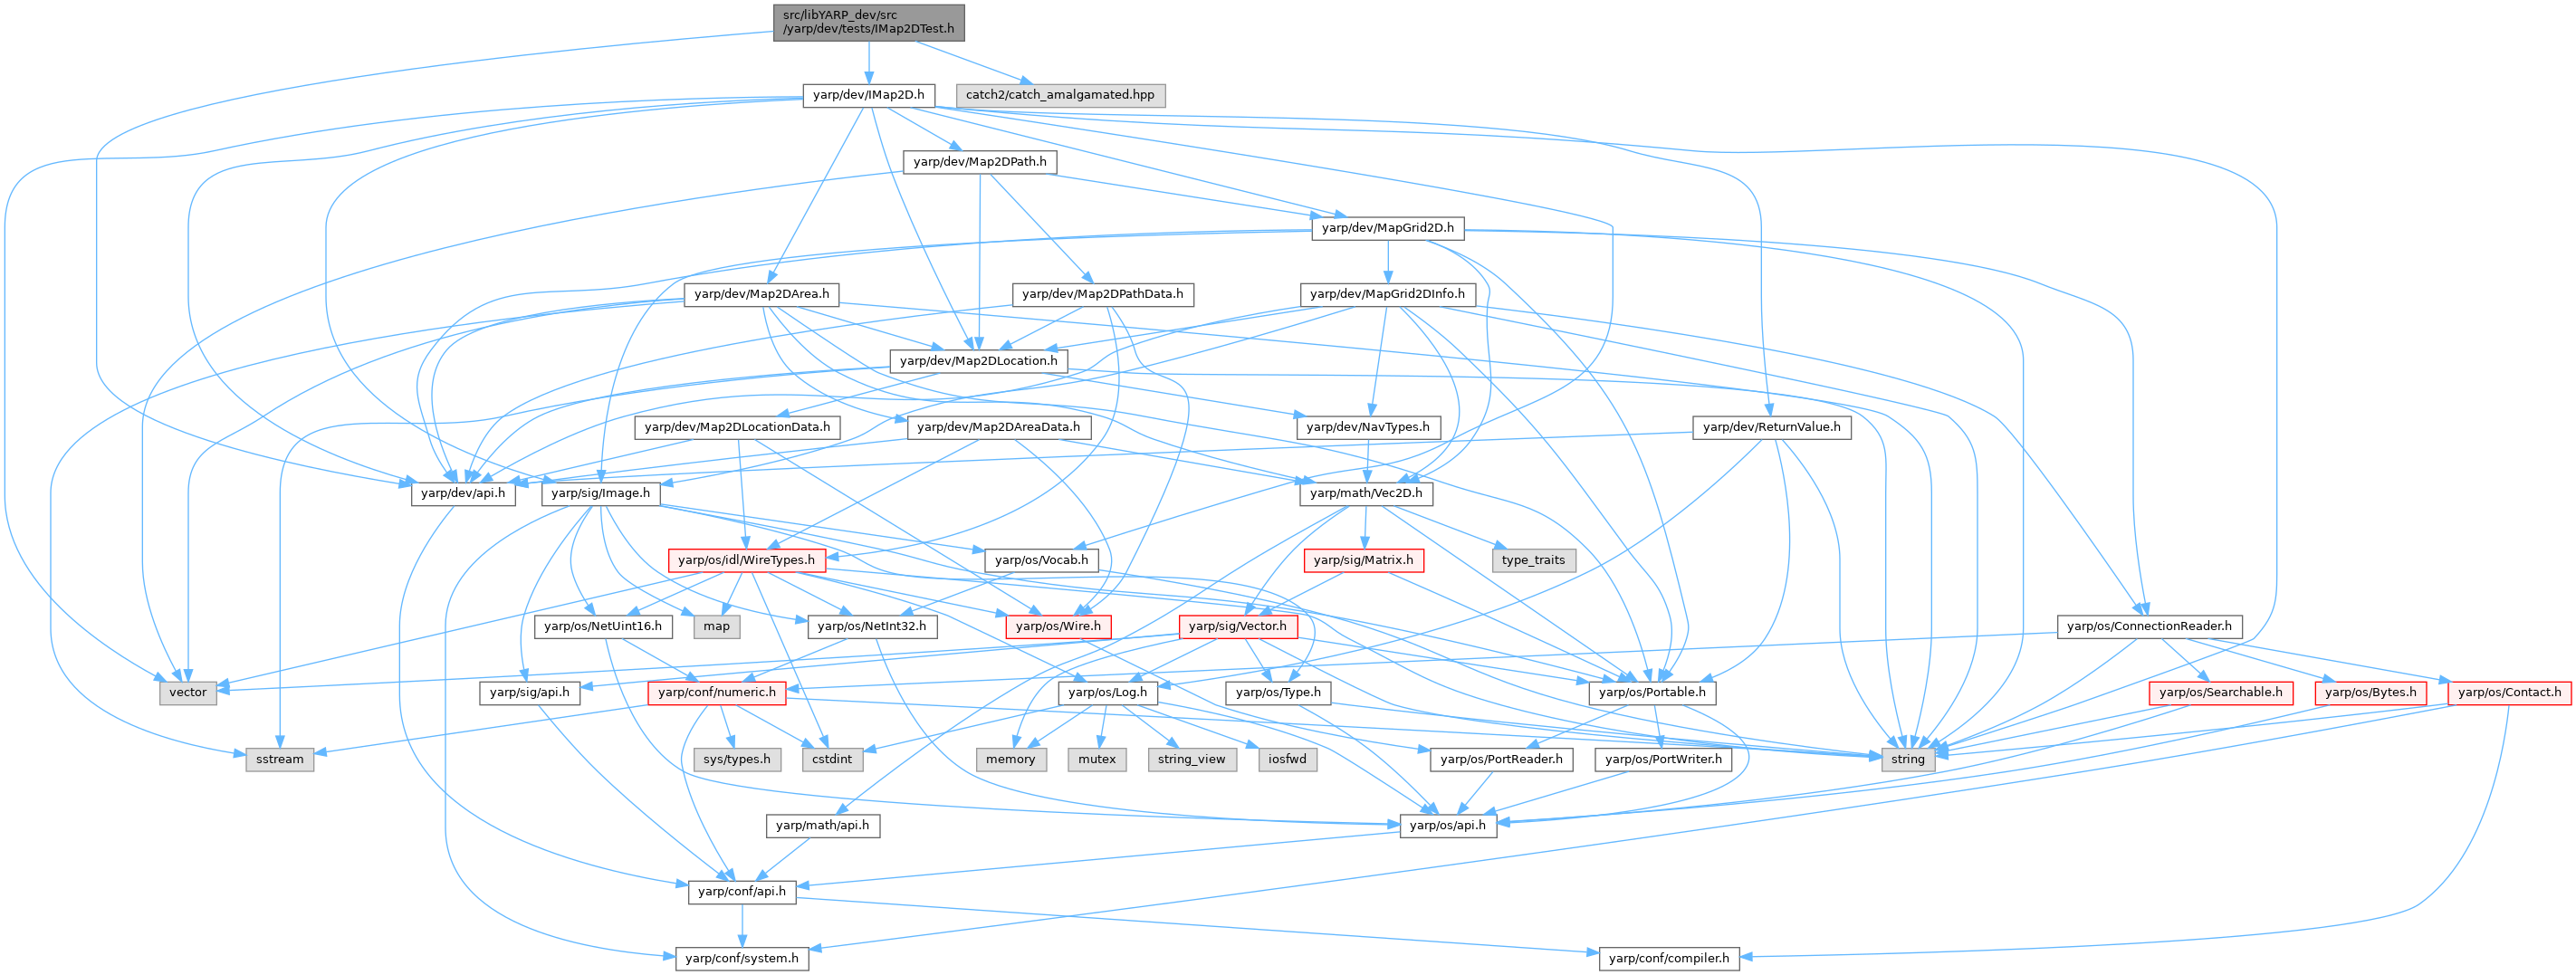 src/libYARP_dev/src
/yarp/dev/tests/IMap2DTest.h
yarp/dev/IMap2D.h
catch2/catch_amalgamated.hpp
yarp/dev/Map2DPath.h
yarp/dev/MapGrid2D.h
yarp/dev/Map2DArea.h
yarp/dev/Map2DPathData.h
yarp/dev/MapGrid2DInfo.h
yarp/dev/Map2DLocation.h
yarp/dev/Map2DLocationData.h
yarp/dev/Map2DAreaData.h
yarp/dev/NavTypes.h
yarp/dev/ReturnValue.h
yarp/dev/api.h
yarp/sig/Image.h
yarp/math/Vec2D.h
yarp/os/idl/WireTypes.h
yarp/os/Vocab.h
yarp/sig/Matrix.h
type_traits
yarp/os/NetUint16.h
map
yarp/os/NetInt32.h
yarp/os/Wire.h
yarp/sig/Vector.h
yarp/os/ConnectionReader.h
vector
yarp/sig/api.h
yarp/conf/numeric.h
yarp/os/Log.h
yarp/os/Type.h
yarp/os/Portable.h
yarp/os/Searchable.h
yarp/os/Bytes.h
yarp/os/Contact.h
sstream
sys/types.h
cstdint
memory
mutex
string_view
iosfwd
yarp/os/PortReader.h
yarp/os/PortWriter.h
string
yarp/math/api.h
yarp/os/api.h
yarp/conf/api.h
yarp/conf/system.h
yarp/conf/compiler.h